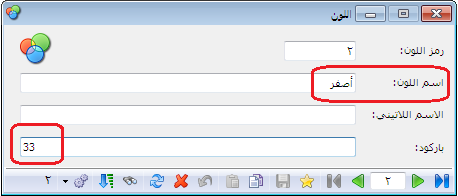 اللون
رمز اللون: ٢
اسم اللون: أصفر
الاسم اللاتيني:
باركود: 33
٢ ٢